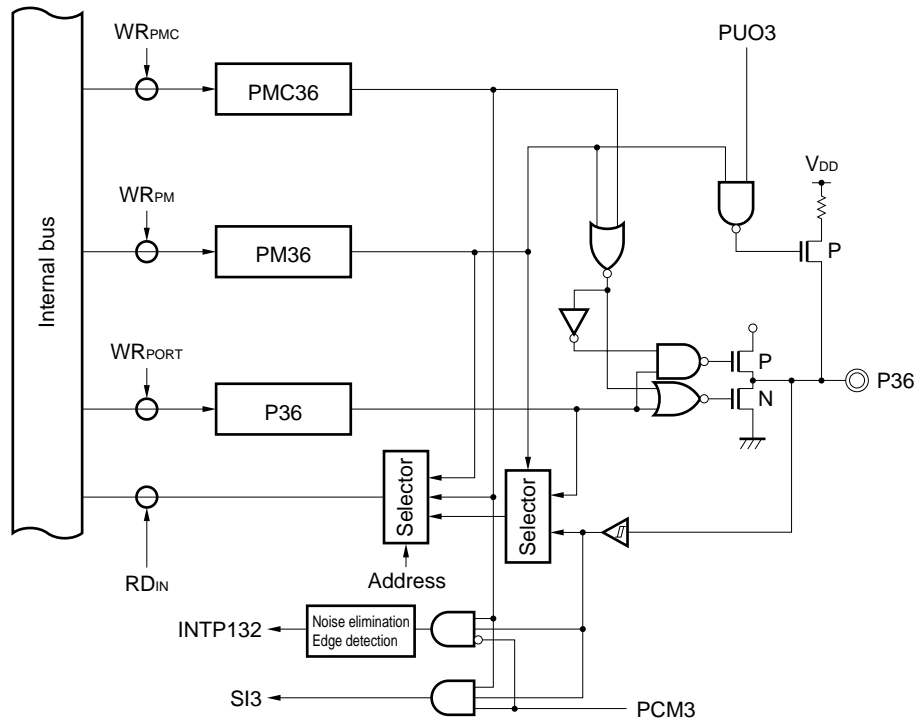 WRPMC
PUO3
PMC36
VDD
WRPM
P
PM36
Internal bus
WRPORT
P
P36
N
P36
Selector
Selector
RDIN
Address
INTP132
Noise elimination
Edge detection
SI3
PCM3